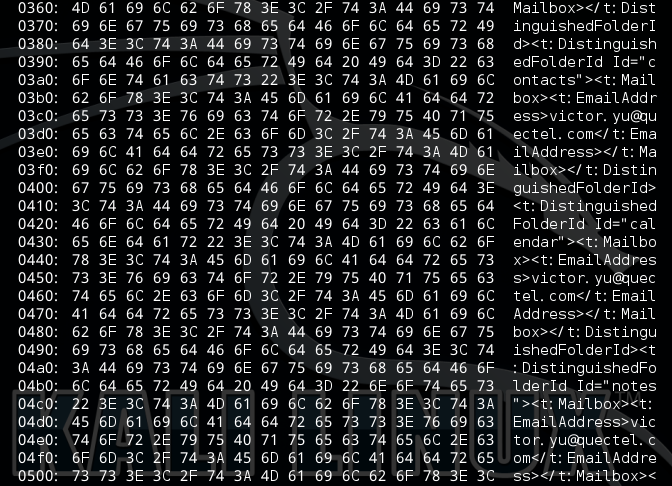 0360: 4D 61 69 6C 62 6F 78 3E 3C 2F 74 3A 44 69 73 74 Mailbox></t:Dist
0370: 69 6E 67 75 69 73 68 65 64 46 6F 6C 64 65 72 49 inguishedFolderI
0380: 64 3E 3C 74 3A 44 69 73 74 69 6E 67 75 69 73 68 d><t:Distinguish
0390: 65 64 46 6F 6C 64 65 72 49 64 20 49 64 3D 22 63 edFolderId Id="c
03a0: 6F 6E 74 61 63 74 73 22 3E 3C 74 3A 4D 61 69 6C ontacts"><t:Mail
03b0: 62 6F 78 3E 3C 74 3A 45 6D 61 69 6C 41 64 64 72 box><t:EmailAddr
03c0: 65 73 73 3E 76 69 63 74 6F 72 2E 79 75 40 71 75 ess>victor.yu@qu
03d0: 65 63 74 65 6C 2E 63 6F 6D 3C 2F 74 3A 45 6D 61 ectel.com</t:Ema
03e0: 69 6C 41 64 64 72 65 73 73 3E 3C 2F 74 3A 4D 61 ilAddress></t:Ma
03f0: 69 6C 62 6F 78 3E 3C 2F 74 3A 44 69 73 74 69 6E ilbox></t:Distin
0400: 67 75 69 73 68 65 64 46 6F 6C 64 65 72 49 64 3E guishedFolderId>
0410: 3C 74 3A 44 69 73 74 69 6E 67 75 69 73 68 65 64 <t:Distinguished
0420: 46 6F 6C 64 65 72 49 64 20 49 64 3D 22 63 61 6C FolderId Id="cal
0430: 65 6E 64 61 72 22 3E 3C 74 3A 4D 61 69 6C 62 6F endar"><t:Mailbo
0440: 78 3E 3C 74 3A 45 6D 61 69 6C 41 64 64 72 65 73 x><t:EmailAddres
0450: 73 3E 76 69 63 74 6F 72 2E 79 75 40 71 75 65 63 s>victor.yu@quec
0460: 74 65 6C 2E 63 6F 6D 3C 2F 74 3A 45 6D 61 69 6C tel.com</t:Email
0470: 41 64 64 72 65 73 73 3E 3C 2F 74 3A 4D 61 69 6C Address></t:Mail
0480: 62 6F 78 3E 3C 2F 74 3A 44 69 73 74 69 6E 67 75 box></t:Distingu
0490: 69 73 68 65 64 46 6F 6C 64 65 72 49 64 3E 3C 74 ishedFolderId><t
04a0: 3A 44 69 73 74 69 6E 67 75 69 73 68 65 64 46 6F :DistinguishedFo
04b0: 6C 64 65 72 49 64 20 49 64 3D 22 6E 6F 74 65 73 lderId Id="notes
04c0: 22 3E 3C 74 3A 4D 61 69 6C 62 6F 78 3E 3C 74 3A "><t:Mailbox><t:
04d0: 45 6D 61 69 6C 41 64 64 72 65 73 73 3E 76 69 63 EmailAddress>vic
04e0: 74 6F 72 2E 79 75 40 71 75 65 63 74 65 6C 2E 63 tor.yu@quectel.c
04f0: 6F 6D 3C 2F 74 3A 45 6D 61 69 6C 41 64 64 72 65 om</t:EmailAddre
0500: 73 73 3E 3C 2F 74 3A 4D 61 69 6C 62 6F 78 3E 3C ss></t:Mailbox><
KALI LINUX™